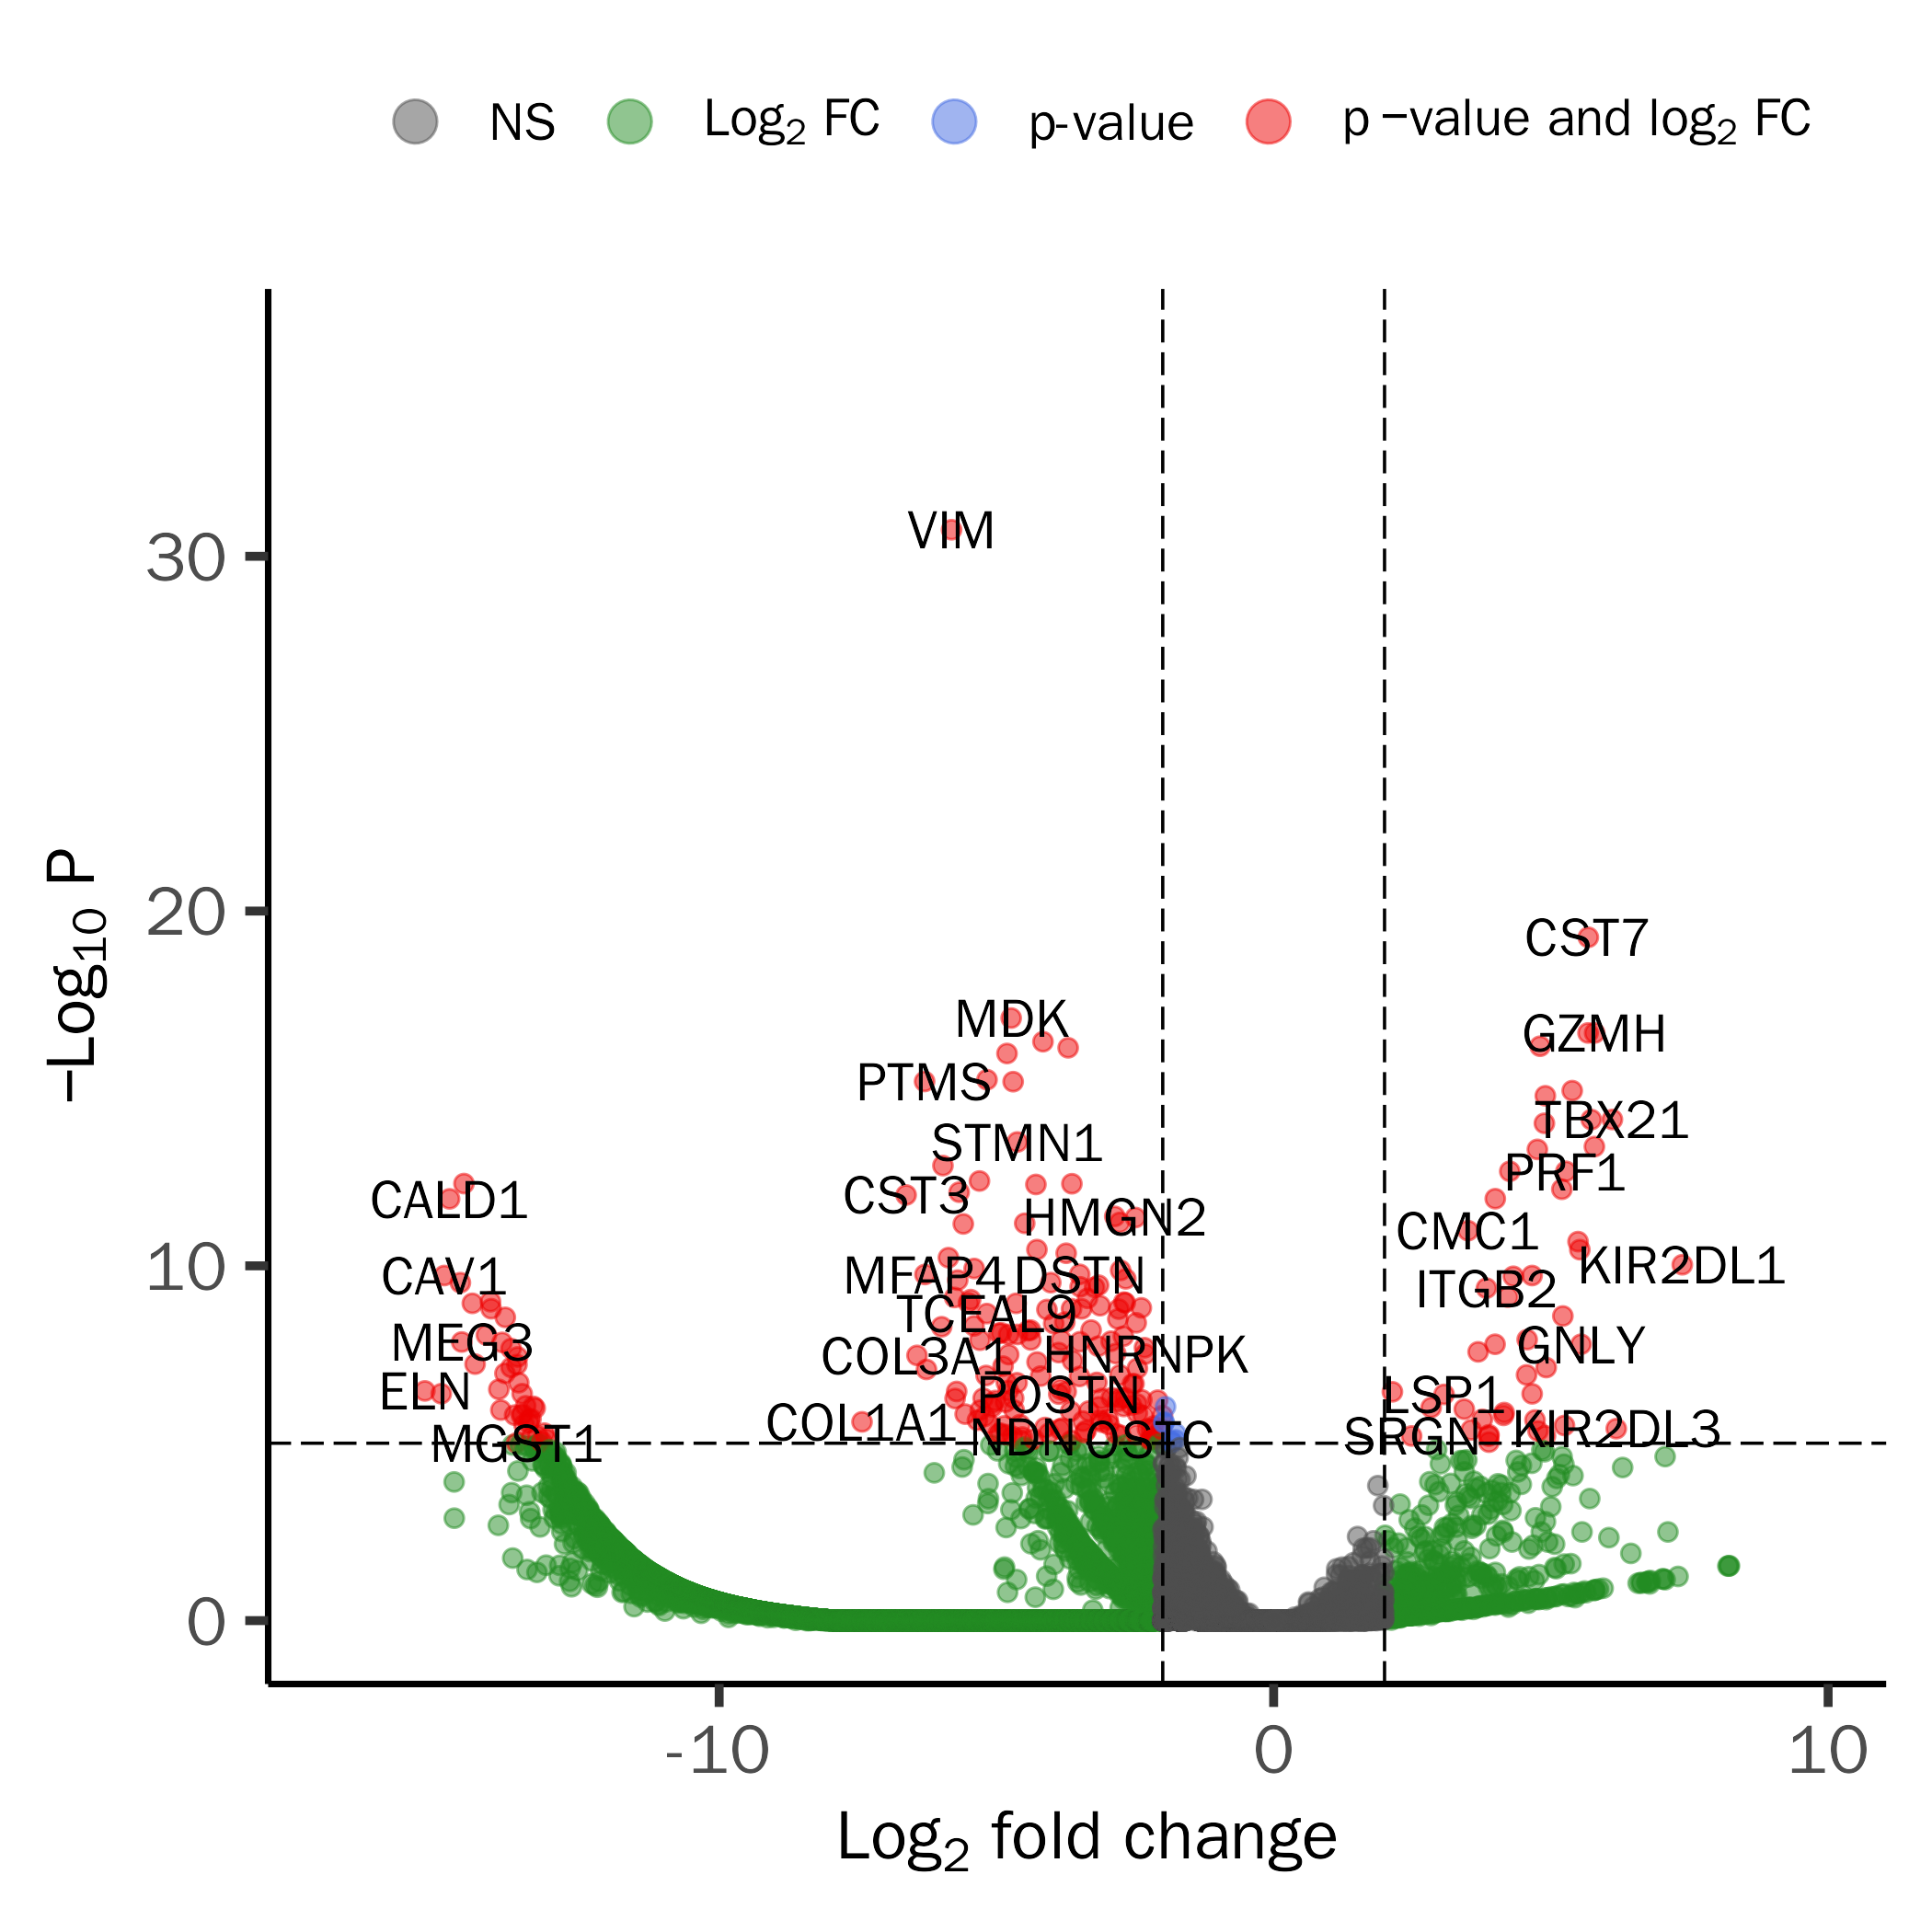 NS Log2 FC p-value p −value and log2 FC
−Log10 P
30
20
10
0
VIM
CST7
MDK
GZMH
PTMS
TBX21
STMN1
PRF1
CALD1
CST3
HMGN2
CMC1
CAV1
MFAP4
DSTN
KIR2DL1
ITGB2
TCEAL9
MEG3
COL3A1
HNRNPK
GNLY
ELN
POSTN
LSP1
COL1A1
MGST1
NDN
OSTC
SRGN
KIR2DL3
-10 0 10
Log2 fold change